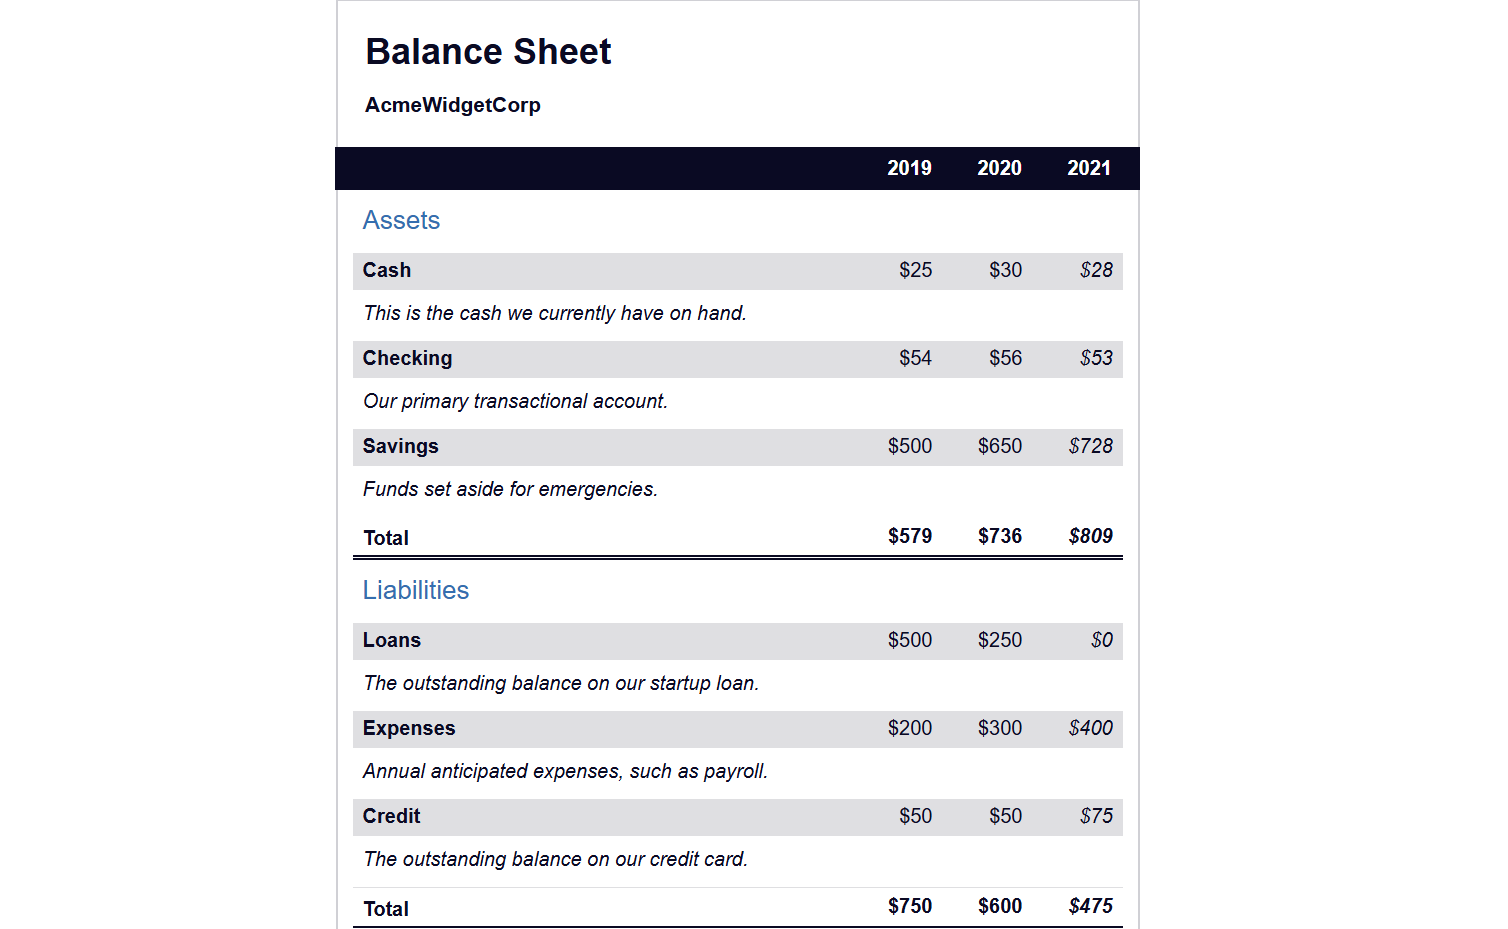 Balance Sheet
AcmeWidgetCorp
2019 2020 2021
Assets
Cash $25 $30 $28
This is the cash we currently have on hand.
Checking $54 $56 $53
Our primary transactional account.
Savings $500 $650 $728
Funds set aside for emergencies.
Total $579 $736 $809
Liabilities
Loans $500 $250 $0
The outstanding balance on our startup loan.
Expenses $200 $300 $400
Annual anticipated expenses, such as payroll.
Credit $50 $50 $75
The outstanding balance on our credit card.
Total $750 $600 $475